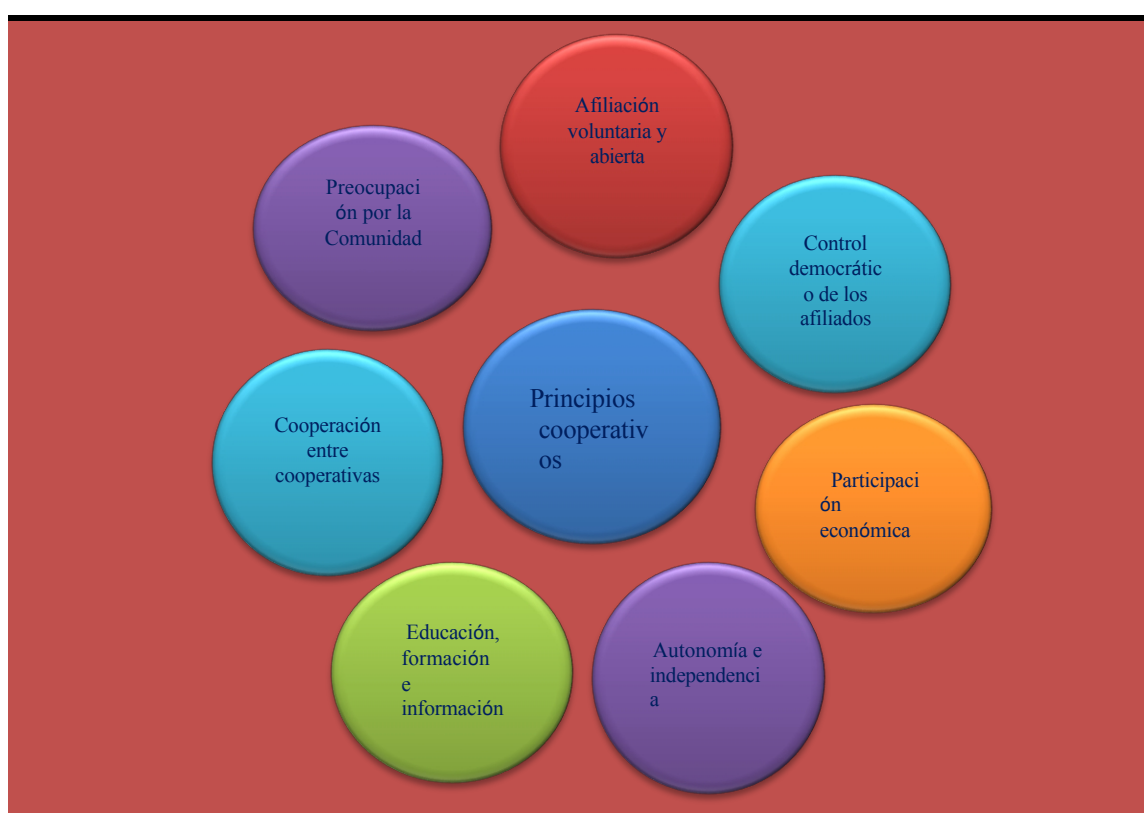 Afiliación
voluntaria y
abierta
Preocupaci
ón por la
Comunidad
Control
democrátic
o de los
afiliados
Principios
cooperativ
os
Cooperación
entre
cooperativas
Participaci
ón
económica
Educación,
formación
e
información
Autonomía e
independenci
a